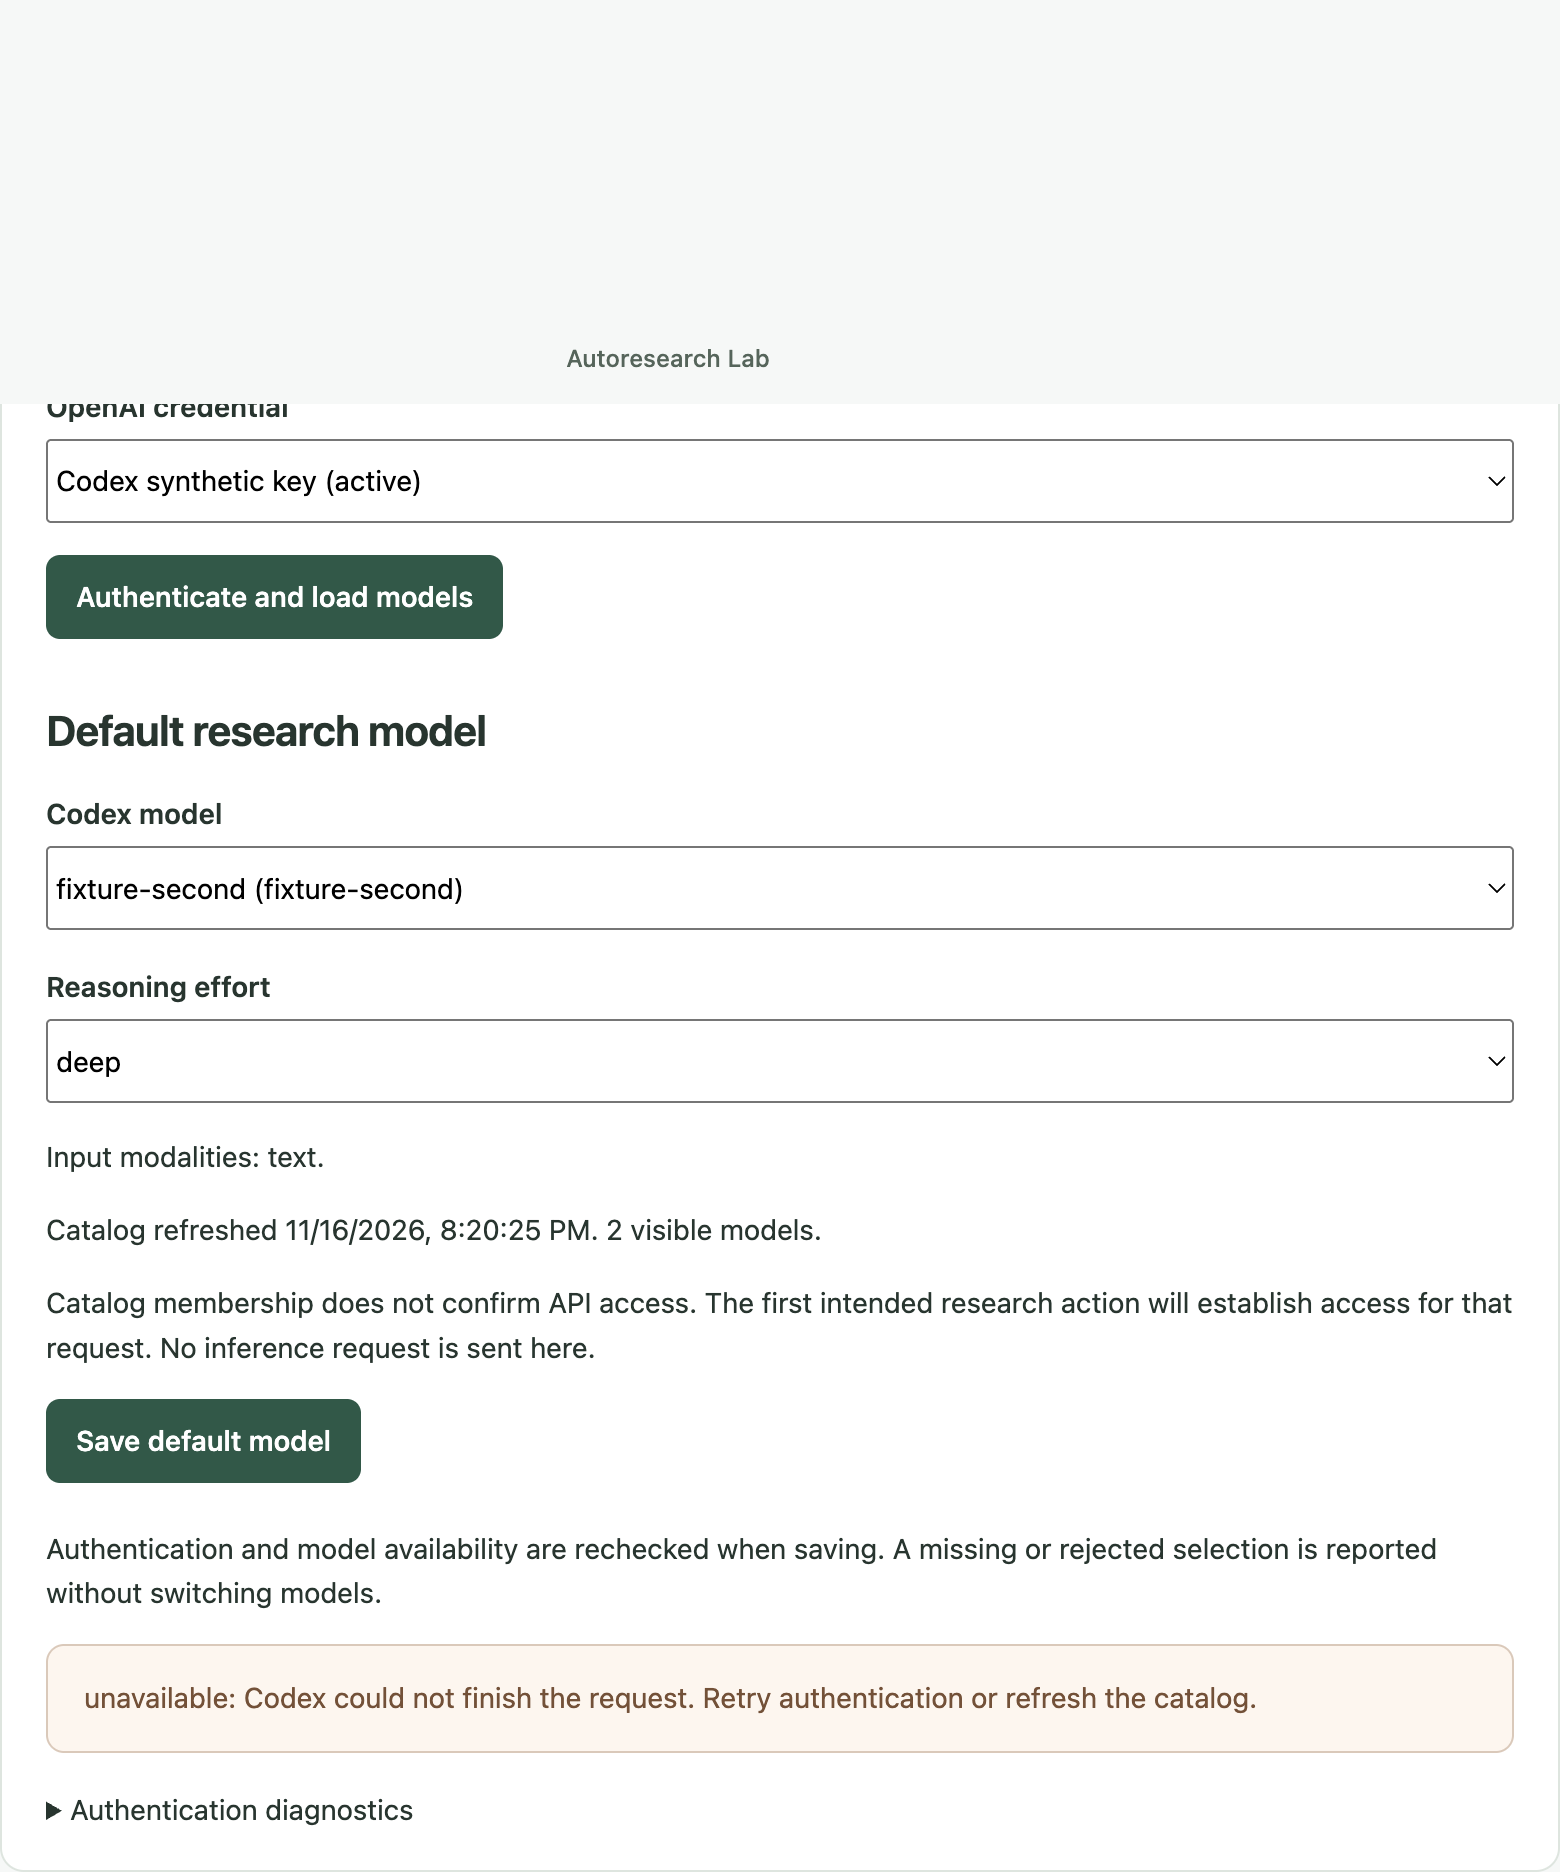 Autoresearch Lab
OpenAI credential
Codex synthetic key (active)
Authenticate and load models
Default research model
Codex model
fixture-second (fixture-second)
Reasoning effort
deep
Input modalities: text.
Catalog refreshed 11/16/2026, 8:20:25 PM. 2 visible models.
Catalog membership does not confirm API access. The first intended research action will establish access for that
request. No inference request is sent here.
Save default model
Authentication and model availability are rechecked when saving. A missing or rejected selection is reported
without switching models.
unavailable: Codex could not finish the request. Retry authentication or refresh the catalog.
Authentication diagnostics